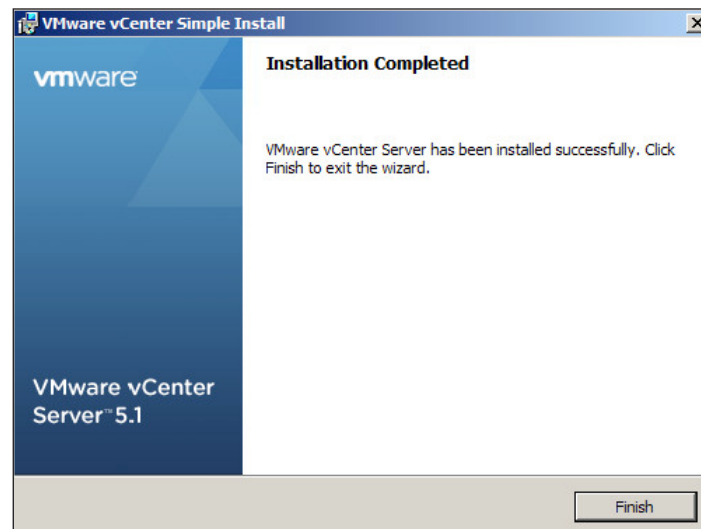 VMware vCenter Simple Install
vmware
Installation Completed
VMware vCenter Server has been installed successfully. Click
Finish to exit the wizard.
VMware vCenter
Server™ 5.1
Finish